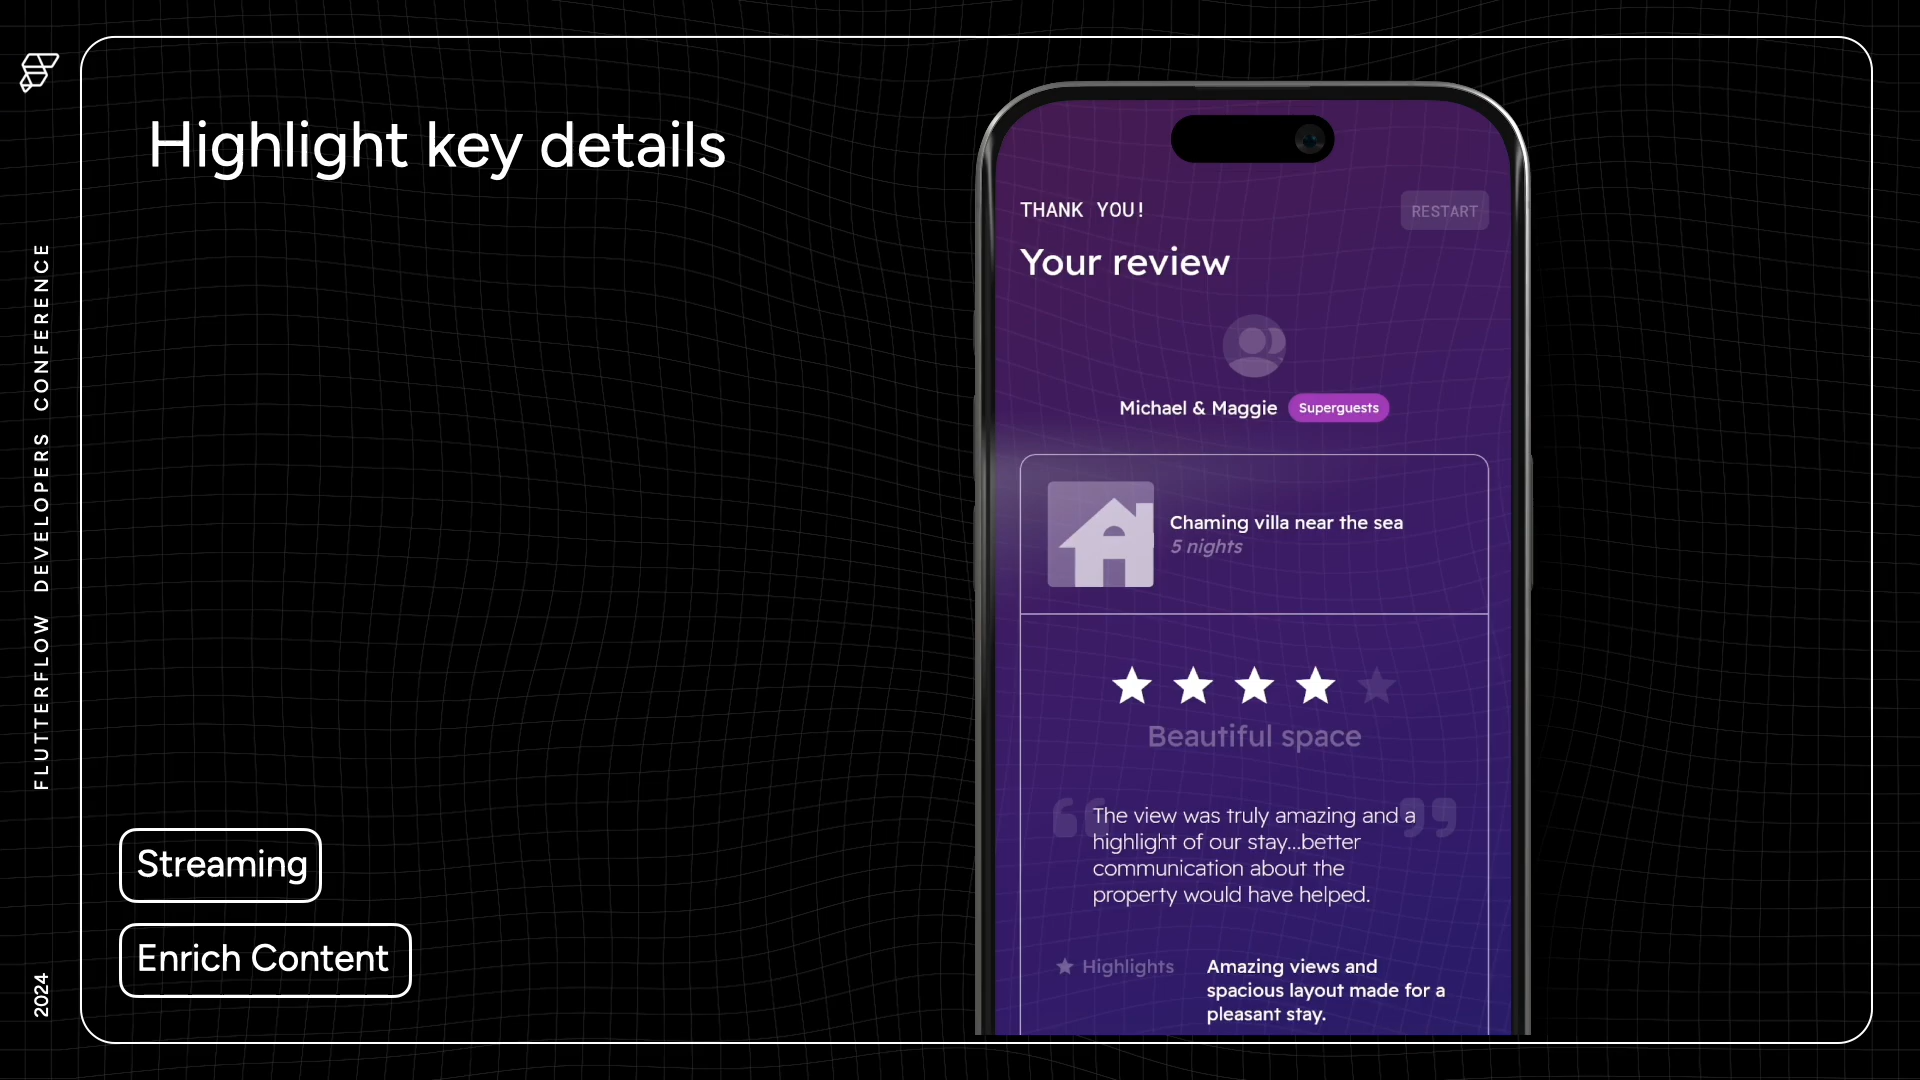 Highlight key details
FLUTTERFLOW DEVELOPERS CONFERENCE
2024
Streaming
Enrich Content
THANK YOU!
RESTART
Your review
Michael & Maggie
Superguests
Chaming villa near the sea
5 nights
Beautiful space
“ The view was truly amazing and a ”
highlight of our stay...better
communication about the
property would have helped.
Highlights
Amazing views and
spacious layout made for a
pleasant stay.